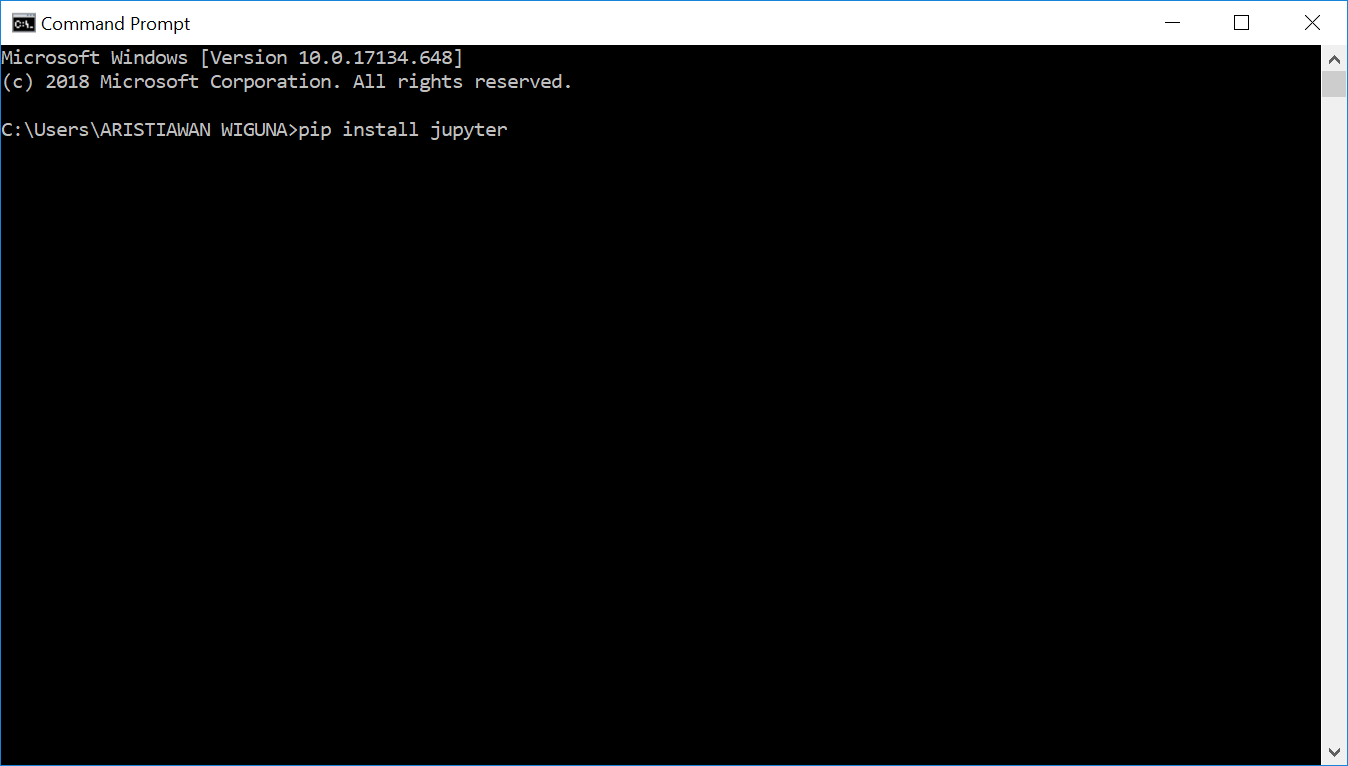 Command Prompt
Microsoft Windows [Version 10.0.17134.648]
(c) 2018 Microsoft Corporation. All rights reserved.
C:\Users\ARISTIAWAN WIGUNA>pip install jupyter